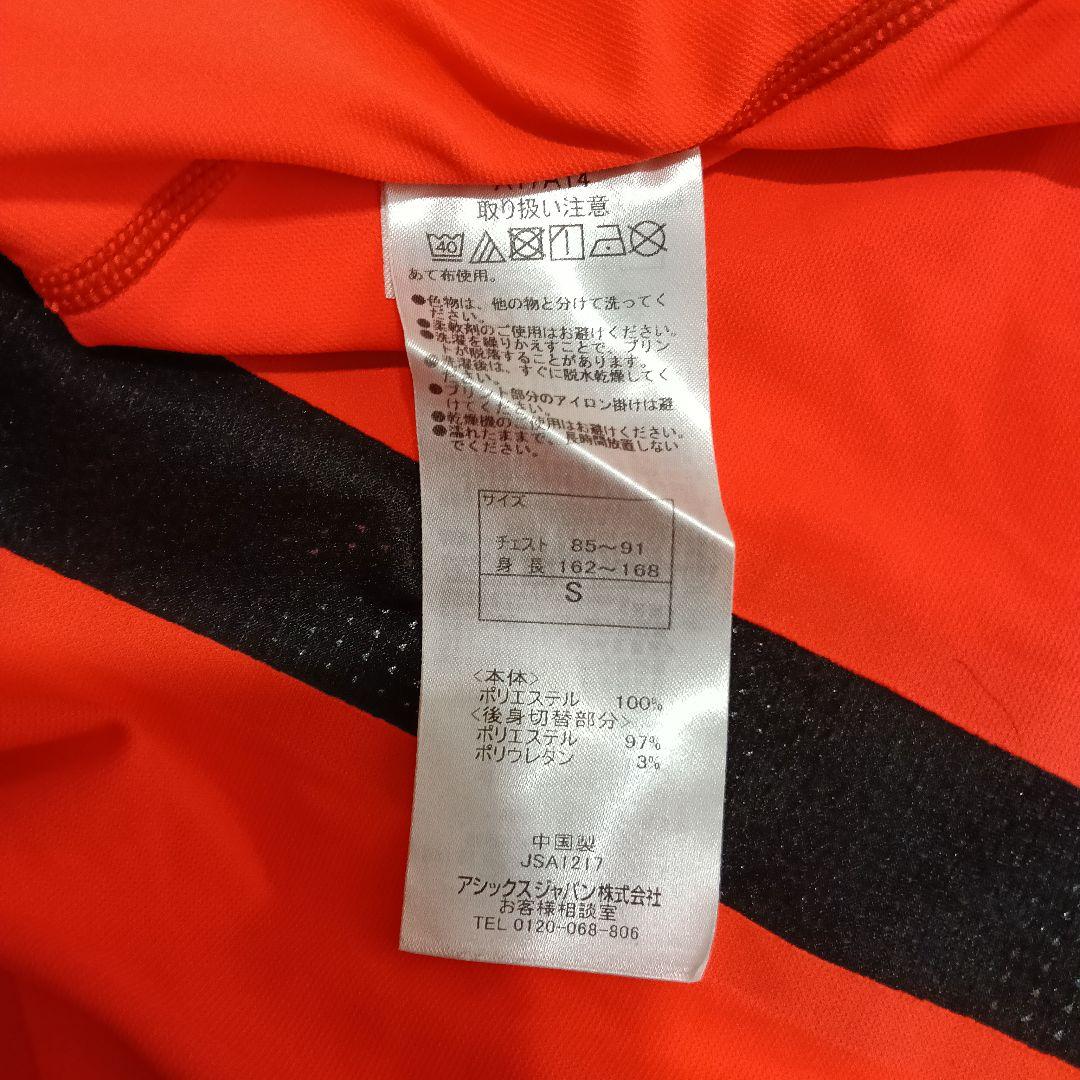 取り扱い注意
40
あて布使用。
●色物は、他の物と分けて洗ってく
ださい。
●柔軟剤のご使用はお避けください。
●洗濯を繰りかえすことで、プリン
トが脱落することがあります。
●洗濯後は、すぐに脱水乾燥してく
ださい。
●プリント部分のアイロン掛けは避
けてください。
●乾燥機のご使用はお避けください。
●濡れたままで、長時間放置しない
でください。
サイズ
チェスト 85～91
身長 162～168
S
<本体>
ポリエステル 100%
<後身切替部分>
ポリエステル 97%
ポリウレタン 3%
中国製
JSA1217
アシックスジャパン株式会社
お客様相談室
TEL 0120-068-806